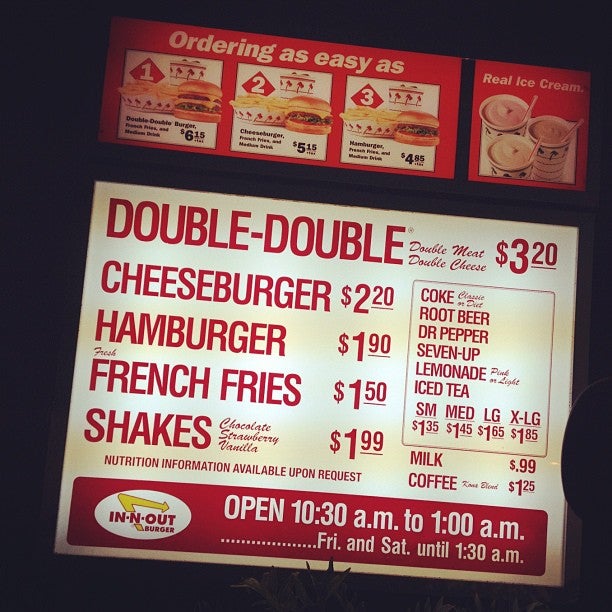 Ordering as easy as
1
Double-Double Burger,
French Fries, and
Medium Drink
$6.15
2
Cheeseburger,
French Fries, and
Medium Drink
$5.15
3
Hamburger,
French Fries, and
Medium Drink
$4.85
Real Ice Cream.
DOUBLE-DOUBLE® Double Meat Double Cheese $3.20
CHEESEBURGER $2.20
HAMBURGER $1.90
Fresh
FRENCH FRIES $1.50
SHAKES Chocolate Strawberry Vanilla $1.99
NUTRITION INFORMATION AVAILABLE UPON REQUEST
COKE Classic or Diet
ROOT BEER
DR PEPPER
SEVEN-UP
LEMONADE Pink or Light
ICED TEA
SM MED LG X-LG
$1.35 $1.45 $1.65 $1.85
MILK $.99
COFFEE Kona Blend $1.25
IN-N-OUT
BURGER
OPEN 10:30 a.m. to 1:00 a.m.
..................Fri. and Sat. until 1:30 a.m.